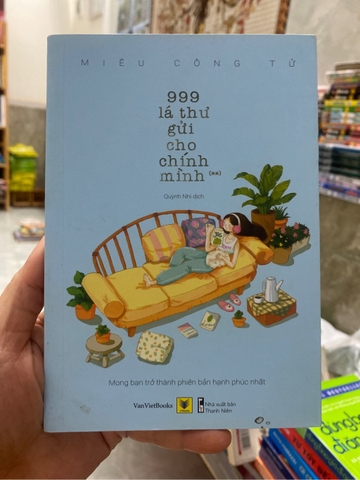 MIÊU CÔNG TỬ
999
lá thư
gửi
cho
chính
mình (**)
Quỳnh Nhi dịch
Mong bạn trở thành phiên bản hạnh phúc nhất
VanVietBooks
Nhà xuất bản
Thanh Niên